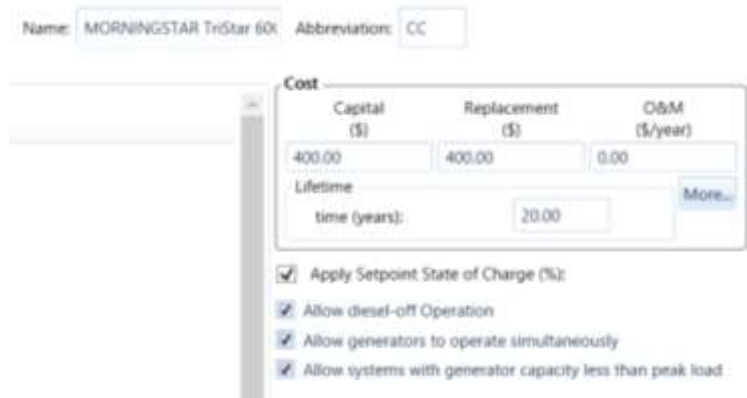 Name: MORNINGSTAR TriStar 60( Abbreviation: CC
Cost
Capital Replacement O&M
($) ($) ($/year)
400.00 400.00 0.00
Lifetime
More...
time (years): 20.00
Apply Setpoint State of Charge (%):
Allow diesel-off Operation
Allow generators to operate simultaneously
Allow systems with generator capacity less than peak load